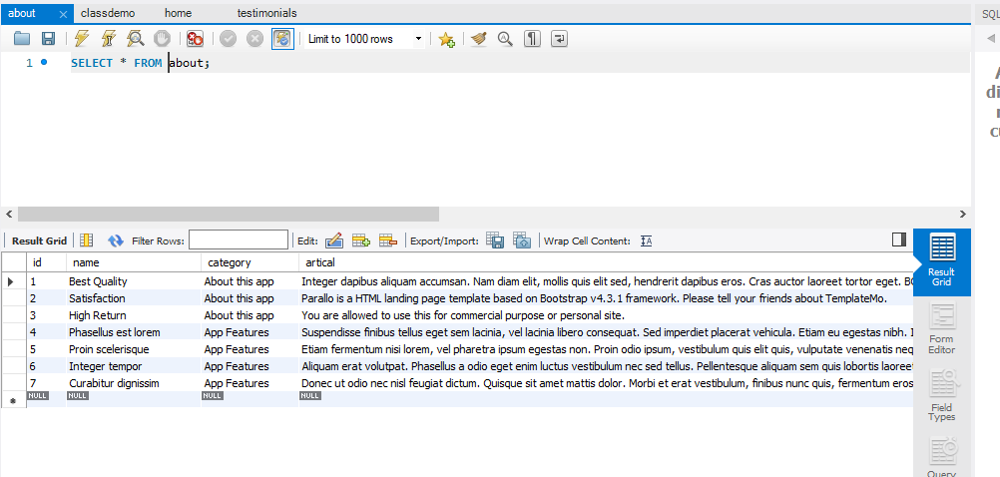 about classdemo home testimonials
SQL
Limit to 1000 rows
1 SELECT * FROM about;
Result Grid Filter Rows: Edit: Export/Import: Wrap Cell Content:
id name category artical
1 Best Quality About this app Integer dapibus aliquam accumsan. Nam diam elit, mollis quis elit sed, hendrerit dapibus eros. Cras auctor laoreet tortor eget.
2 Satisfaction About this app Parallo is a HTML landing page template based on Bootstrap v4.3.1 framework. Please tell your friends about TemplateMo.
3 High Return About this app You are allowed to use this for commercial purpose or personal site.
4 Phasellus est lorem App Features Suspendisse finibus tellus eget sem lacinia, vel lacinia libero consequat. Sed imperdiet placerat vehicula. Etiam eu egestas nibh.
5 Proin scelerisque App Features Etiam fermentum nisi lorem, vel pharetra ipsum egestas non. Proin odio ipsum, vestibulum quis elit quis, vulputate venenatis neq
6 Integer tempor App Features Aliquam erat volutpat. Phasellus a odio eget enim luctus vestibulum nec sed tellus. Pellentesque aliquam sem quis lobortis laoreet
7 Curabitur dignissim App Features Donec ut odio nec nisl feugiat dictum. Quisque sit amet mattis dolor. Morbi et erat vestibulum, finibus nunc quis, fermentum eros
NULL NULL NULL NULL
Result
Grid
Form
Editor
Field
Types
Query